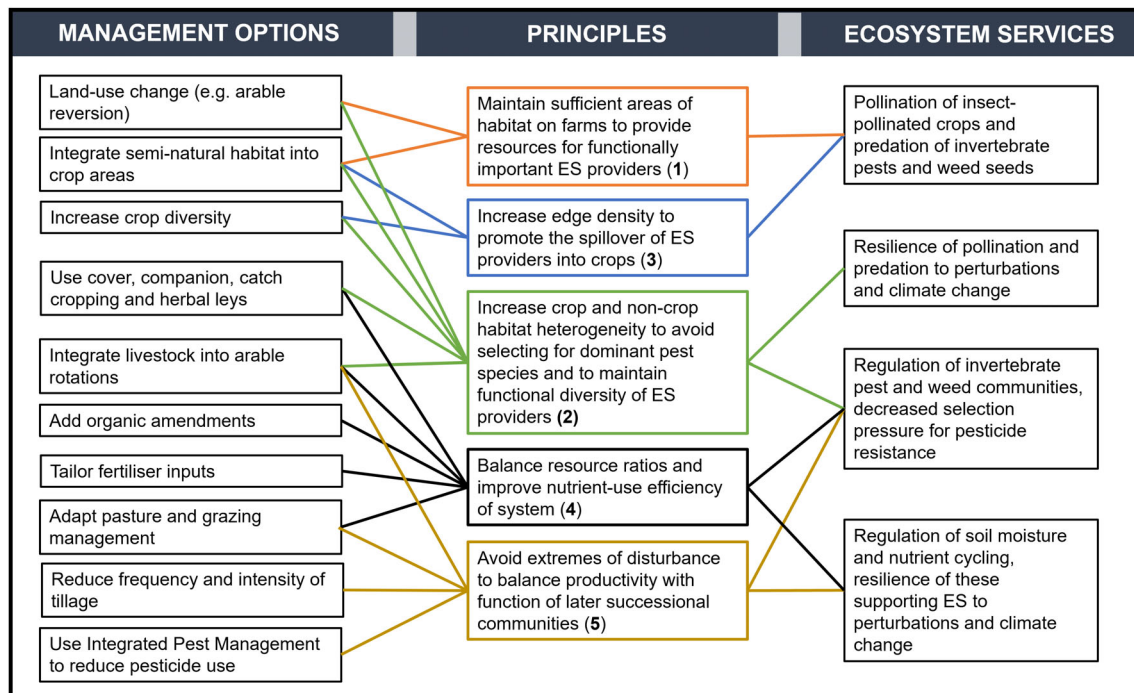 MANAGEMENT OPTIONS
PRINCIPLES
ECOSYSTEM SERVICES
Land-use change (e.g. arable
reversion)
Integrate semi-natural habitat into
crop areas
Increase crop diversity
Use cover, companion, catch
cropping and herbal leys
Integrate livestock into arable
rotations
Add organic amendments
Tailor fertiliser inputs
Adapt pasture and grazing
management
Reduce frequency and intensity of
tillage
Use Integrated Pest Management
to reduce pesticide use
Maintain sufficient areas of
habitat on farms to provide
resources for functionally
important ES providers (1)
Increase edge density to
promote the spillover of ES
providers into crops (3)
Increase crop and non-crop
habitat heterogeneity to avoid
selecting for dominant pest
species and to maintain
functional diversity of ES
providers (2)
Balance resource ratios and
improve nutrient-use efficiency
of system (4)
Avoid extremes of disturbance
to balance productivity with
function of later successional
communities (5)
Pollination of insect-
pollinated crops and
predation of invertebrate
pests and weed seeds
Resilience of pollination and
predation to perturbations
and climate change
Regulation of invertebrate
pest and weed communities,
decreased selection
pressure for pesticide
resistance
Regulation of soil moisture
and nutrient cycling,
resilience of these
supporting ES to
perturbations and climate
change